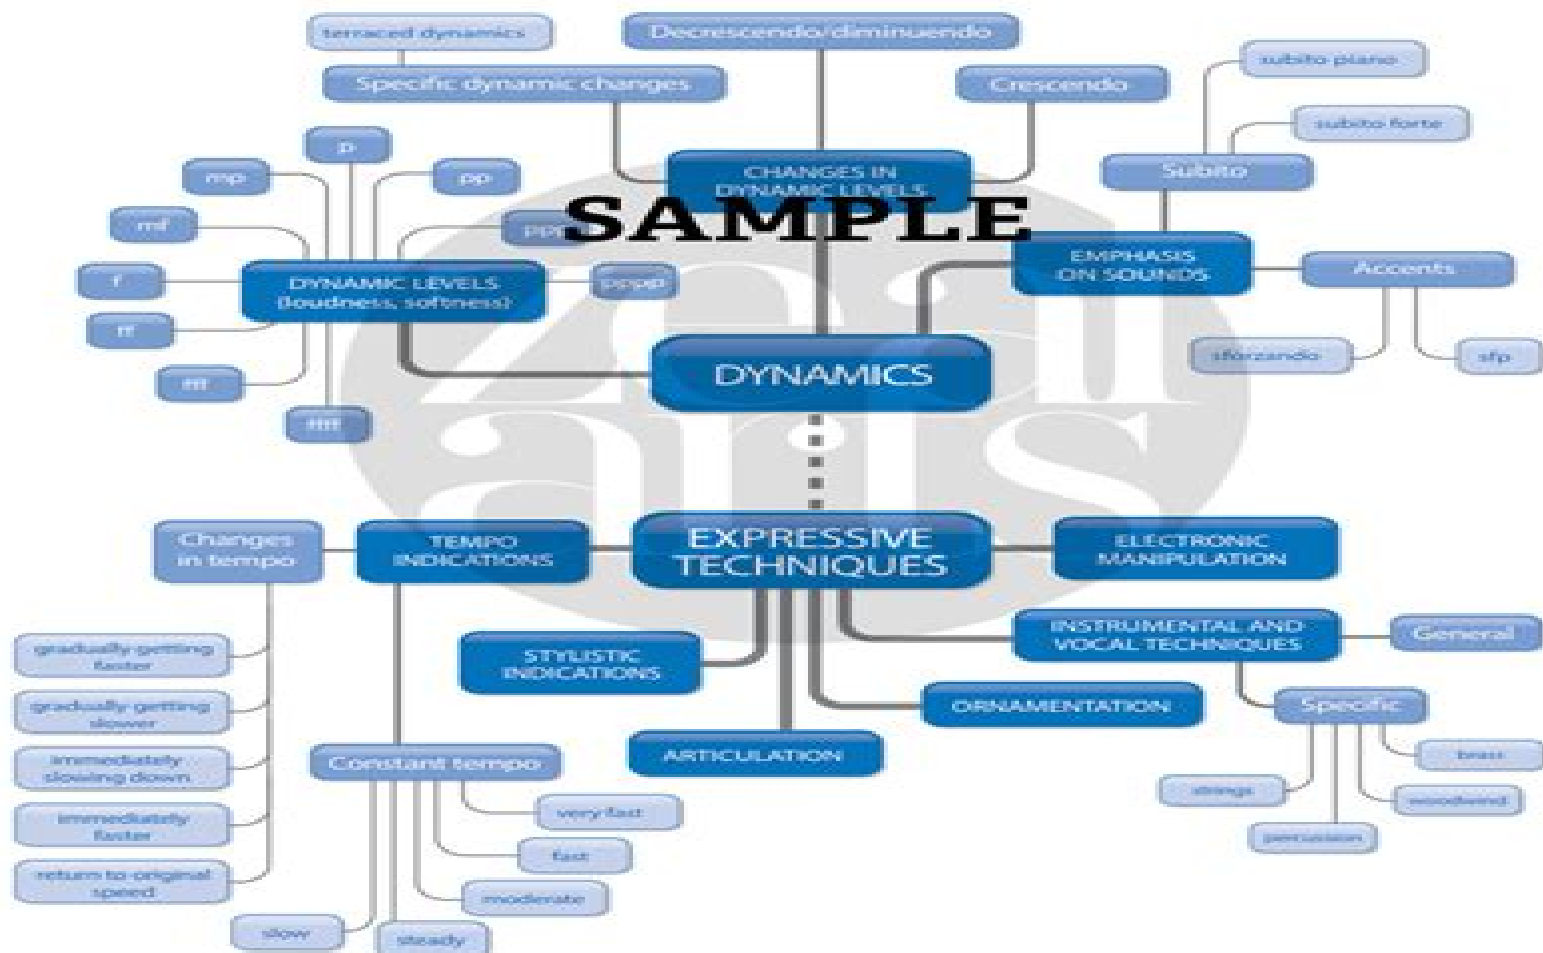 terraced dynamics
Decrescendo/diminuendo
Specific dynamic changes
Crescendo
subito piano
subito forte
p
mp
pp
CHANGES IN
DYNAMIC LEVELS
Subito
SAMPLE
mf
ppp
EMPHASIS
ON SOUNDS
Accents
f
DYNAMIC LEVELS
(loudness, softness)
pppp
ff
sforzando
sfp
DYNAMICS
fff
ffff
zaa
arts
Changes
in tempo
TEMPO
INDICATIONS
EXPRESSIVE
TECHNIQUES
ELECTRONIC
MANIPULATION
gradually getting
faster
STYLISTIC
INDICATIONS
INSTRUMENTAL AND
VOCAL TECHNIQUES
General
gradually getting
slower
ORNAMENTATION
Specific
immediately
slowing down
Constant tempo
ARTICULATION
brass
strings
woodwind
immediately
faster
very fast
percussion
return to original
speed
fast
moderate
slow
steady